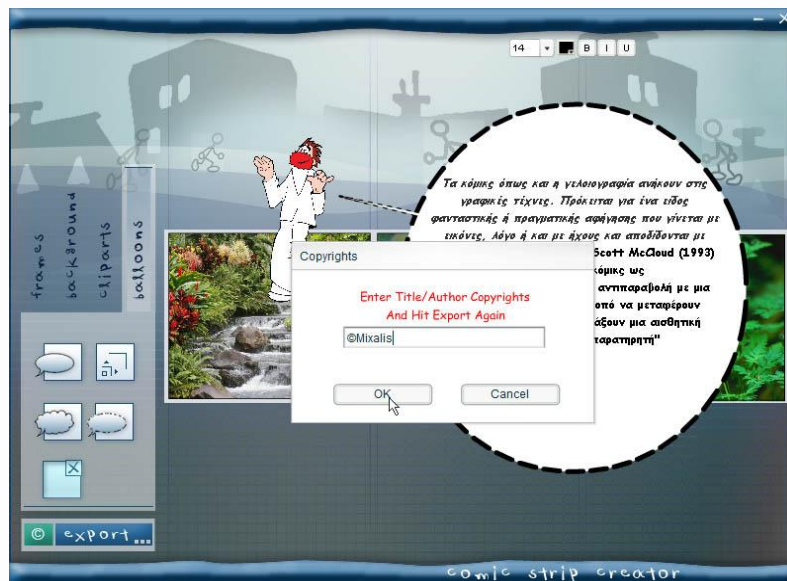 14
B I U
frames
background
cliparts
balloons
Τα κόμικς όπως και η γελοιογραφία ανήκουν στις
γραφικές τέχνες. Πρόκειται για ένα είδος
φανταστικής ή πραγματικής αφήγησης που γίνεται με
εικόνες, λόγο ή και με ήχους και αποδίδονται με
Scott McCloud (1993)
κόμικς ως
αντιπαραβολή με μια
οπό να μεταφέρουν
άξουν μια αισθητική
παρατηρητή"
Copyrights
Enter Title/Author Copyrights
And Hit Export Again
©Mixalis
OK
Cancel
© export...
comic strip creator